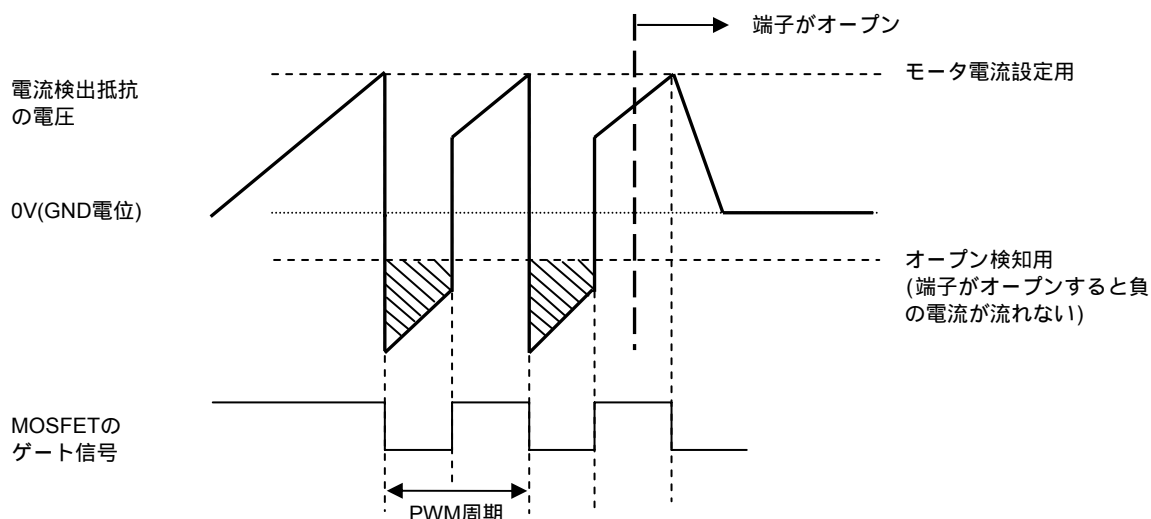 端子がオープン
モータ電流設定用
電流検出抵抗
の電圧
0V(GND電位)
オープン検知用
(端子がオープンすると負
の電流が流れない)
MOSFETの
ゲート信号
PWM周期